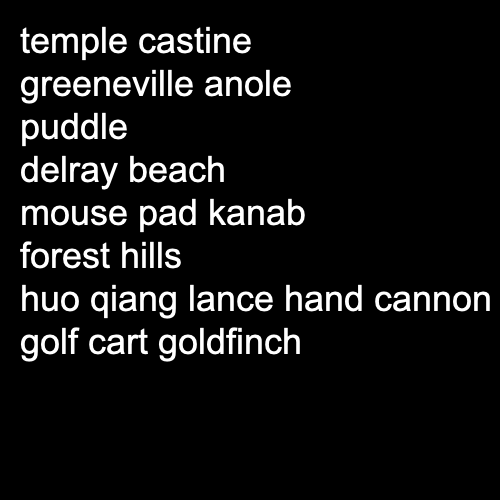 temple castine
greeneville anole
puddle
delray beach
mouse pad kanab
forest hills
huo qiang lance hand cannon
golf cart goldfinch